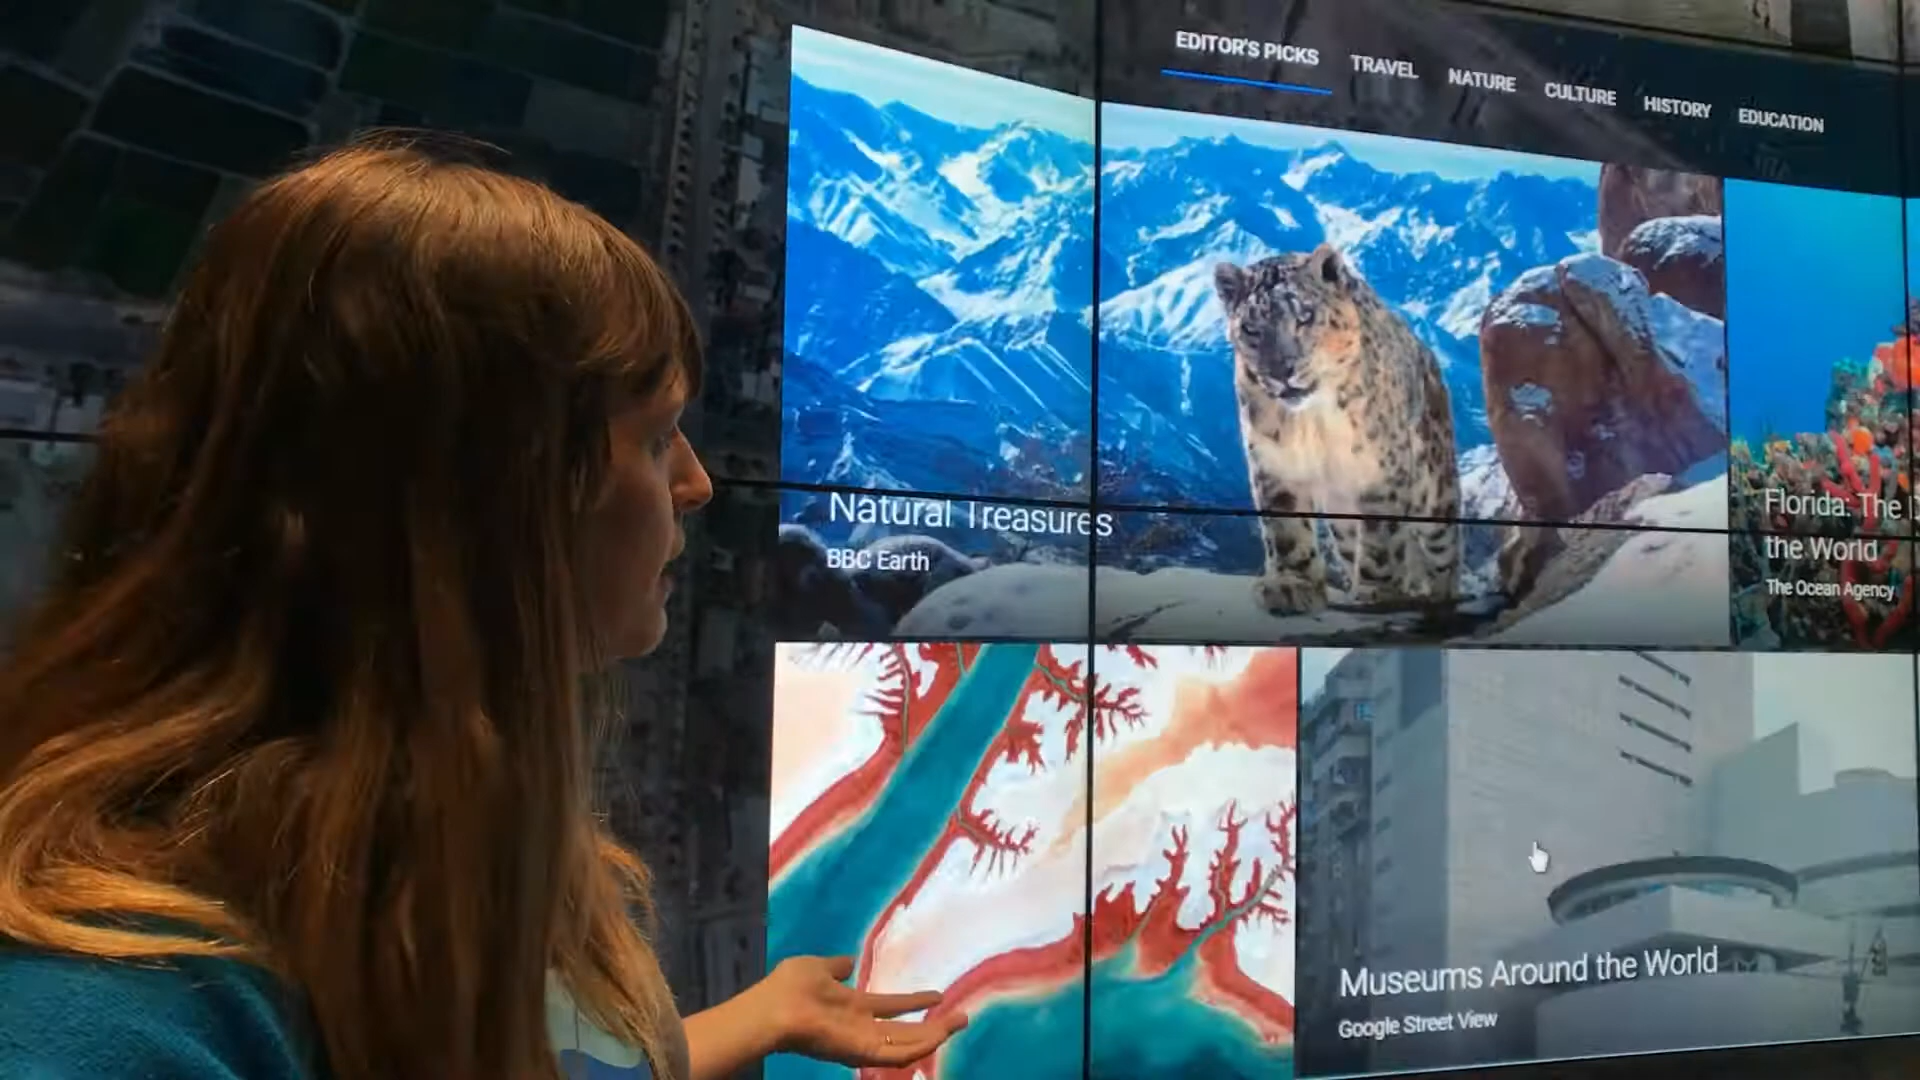 EDITOR'S PICKS
TRAVEL
NATURE
CULTURE
HISTORY
EDUCATION
Natural Treasures
BBC Earth
Florida: The
the World
The Ocean Agency
Museums Around the World
Google Street View